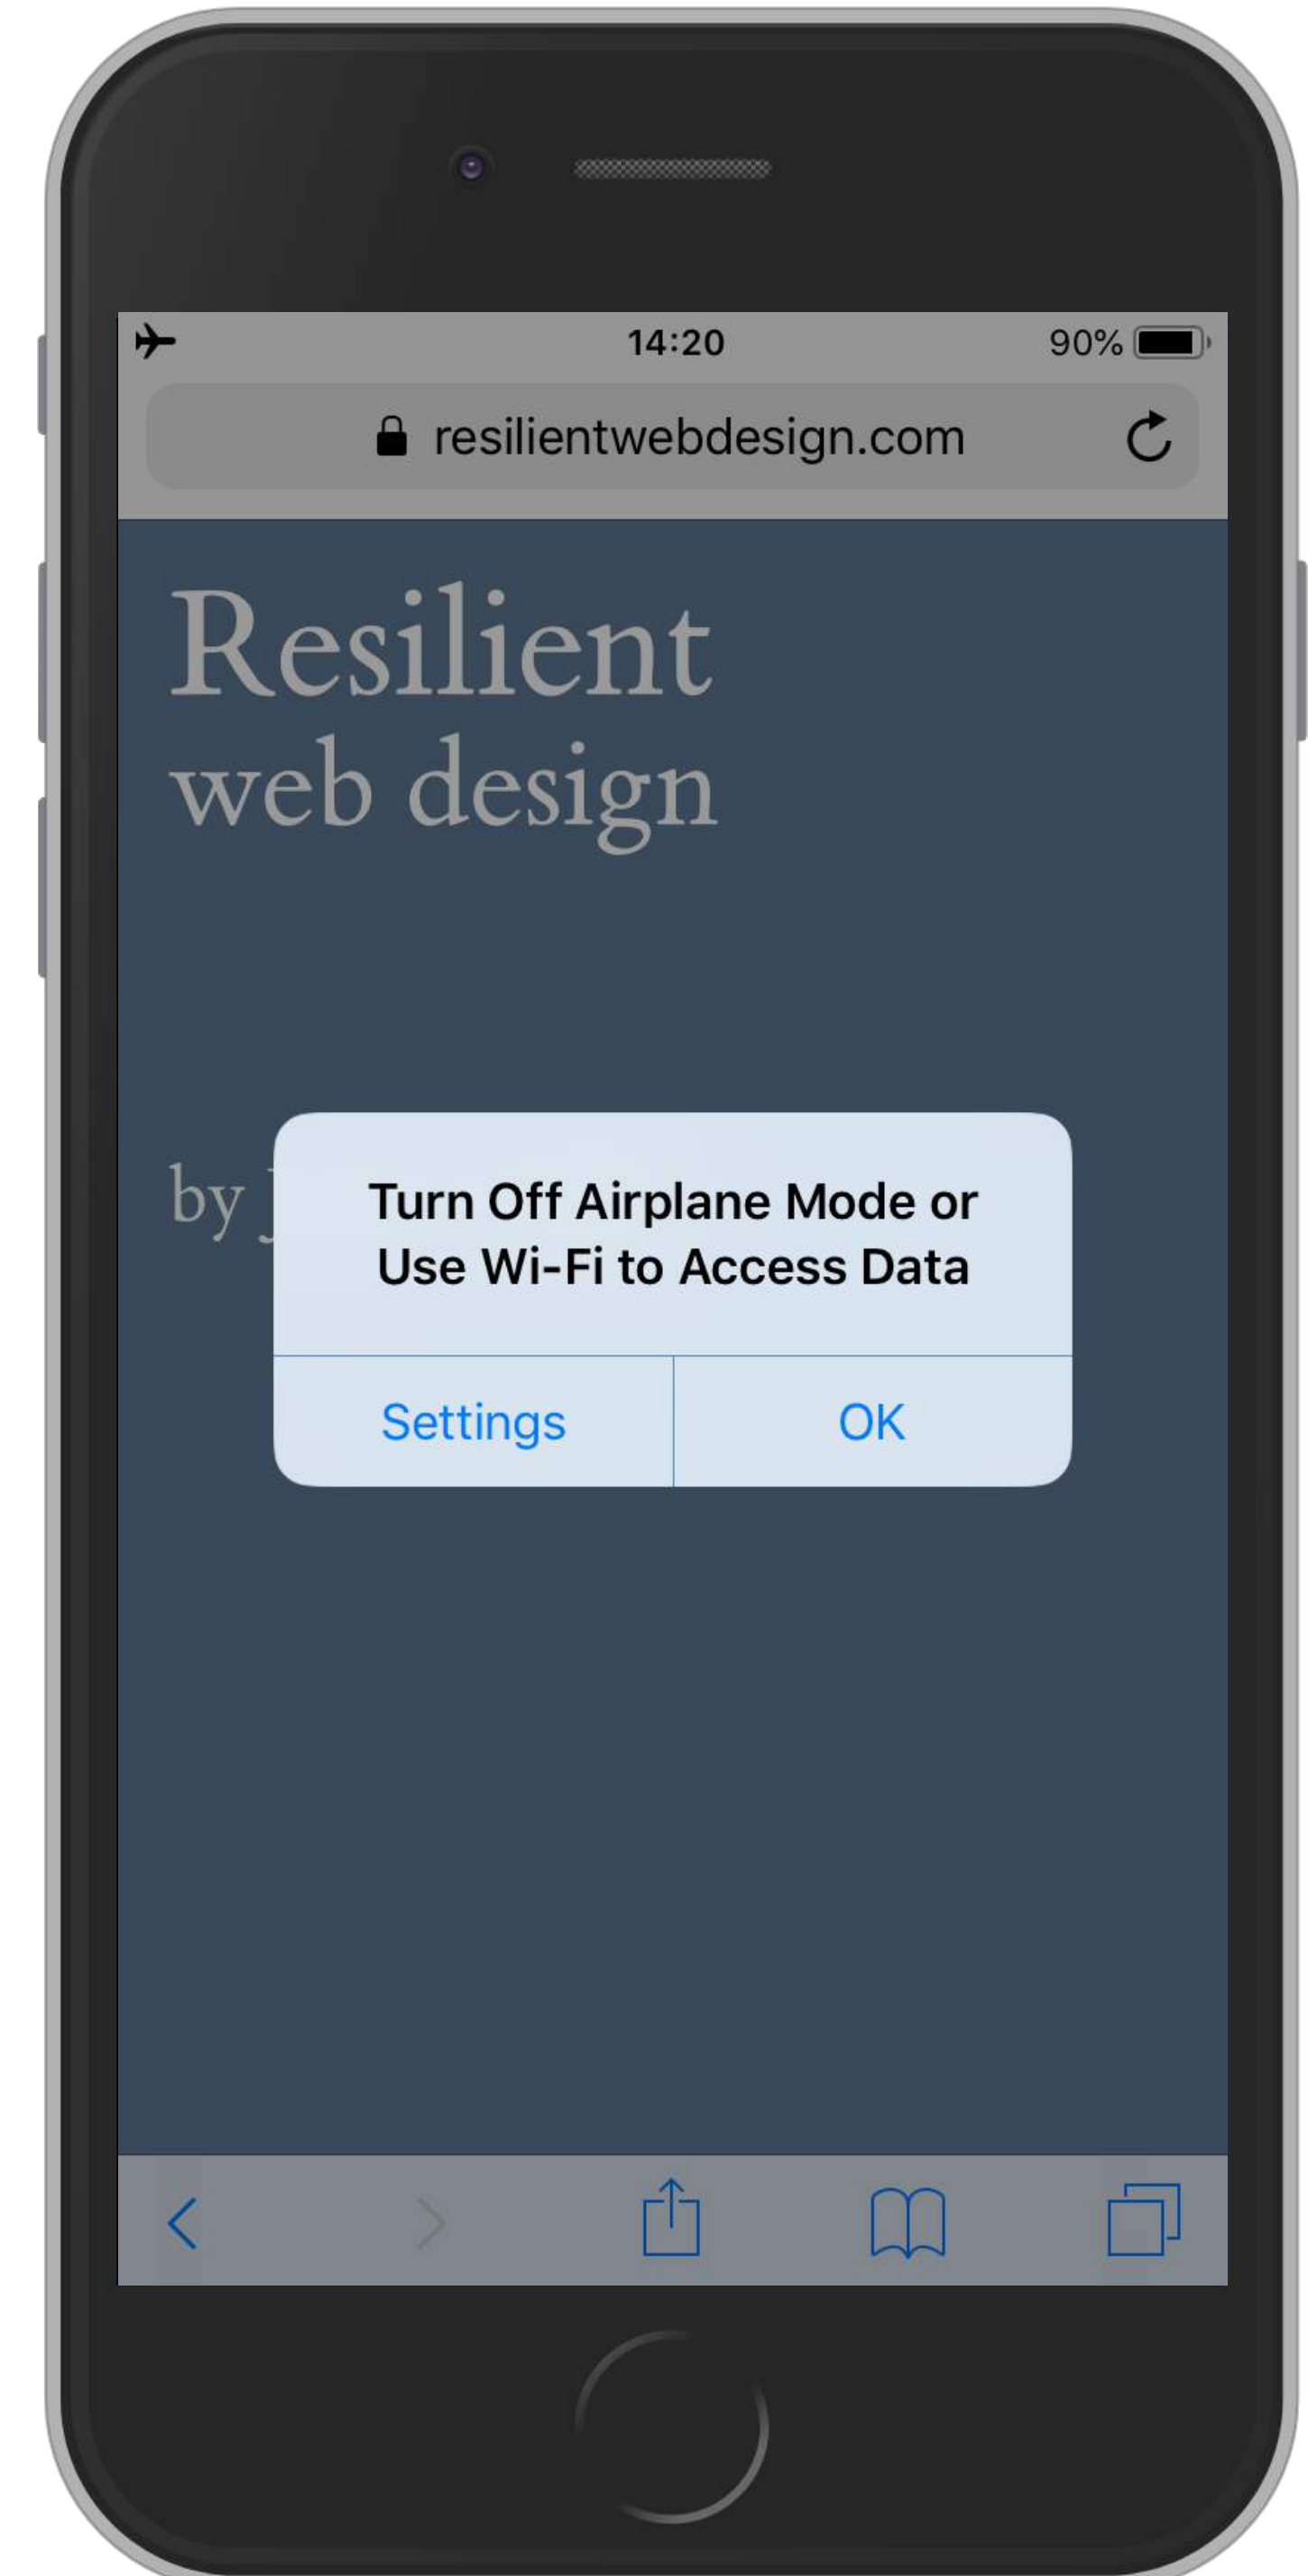 14:20
90%
resilientwebdesign.com
Resilient
web design
by
Turn Off Airplane Mode or
Use Wi-Fi to Access Data
Settings
OK